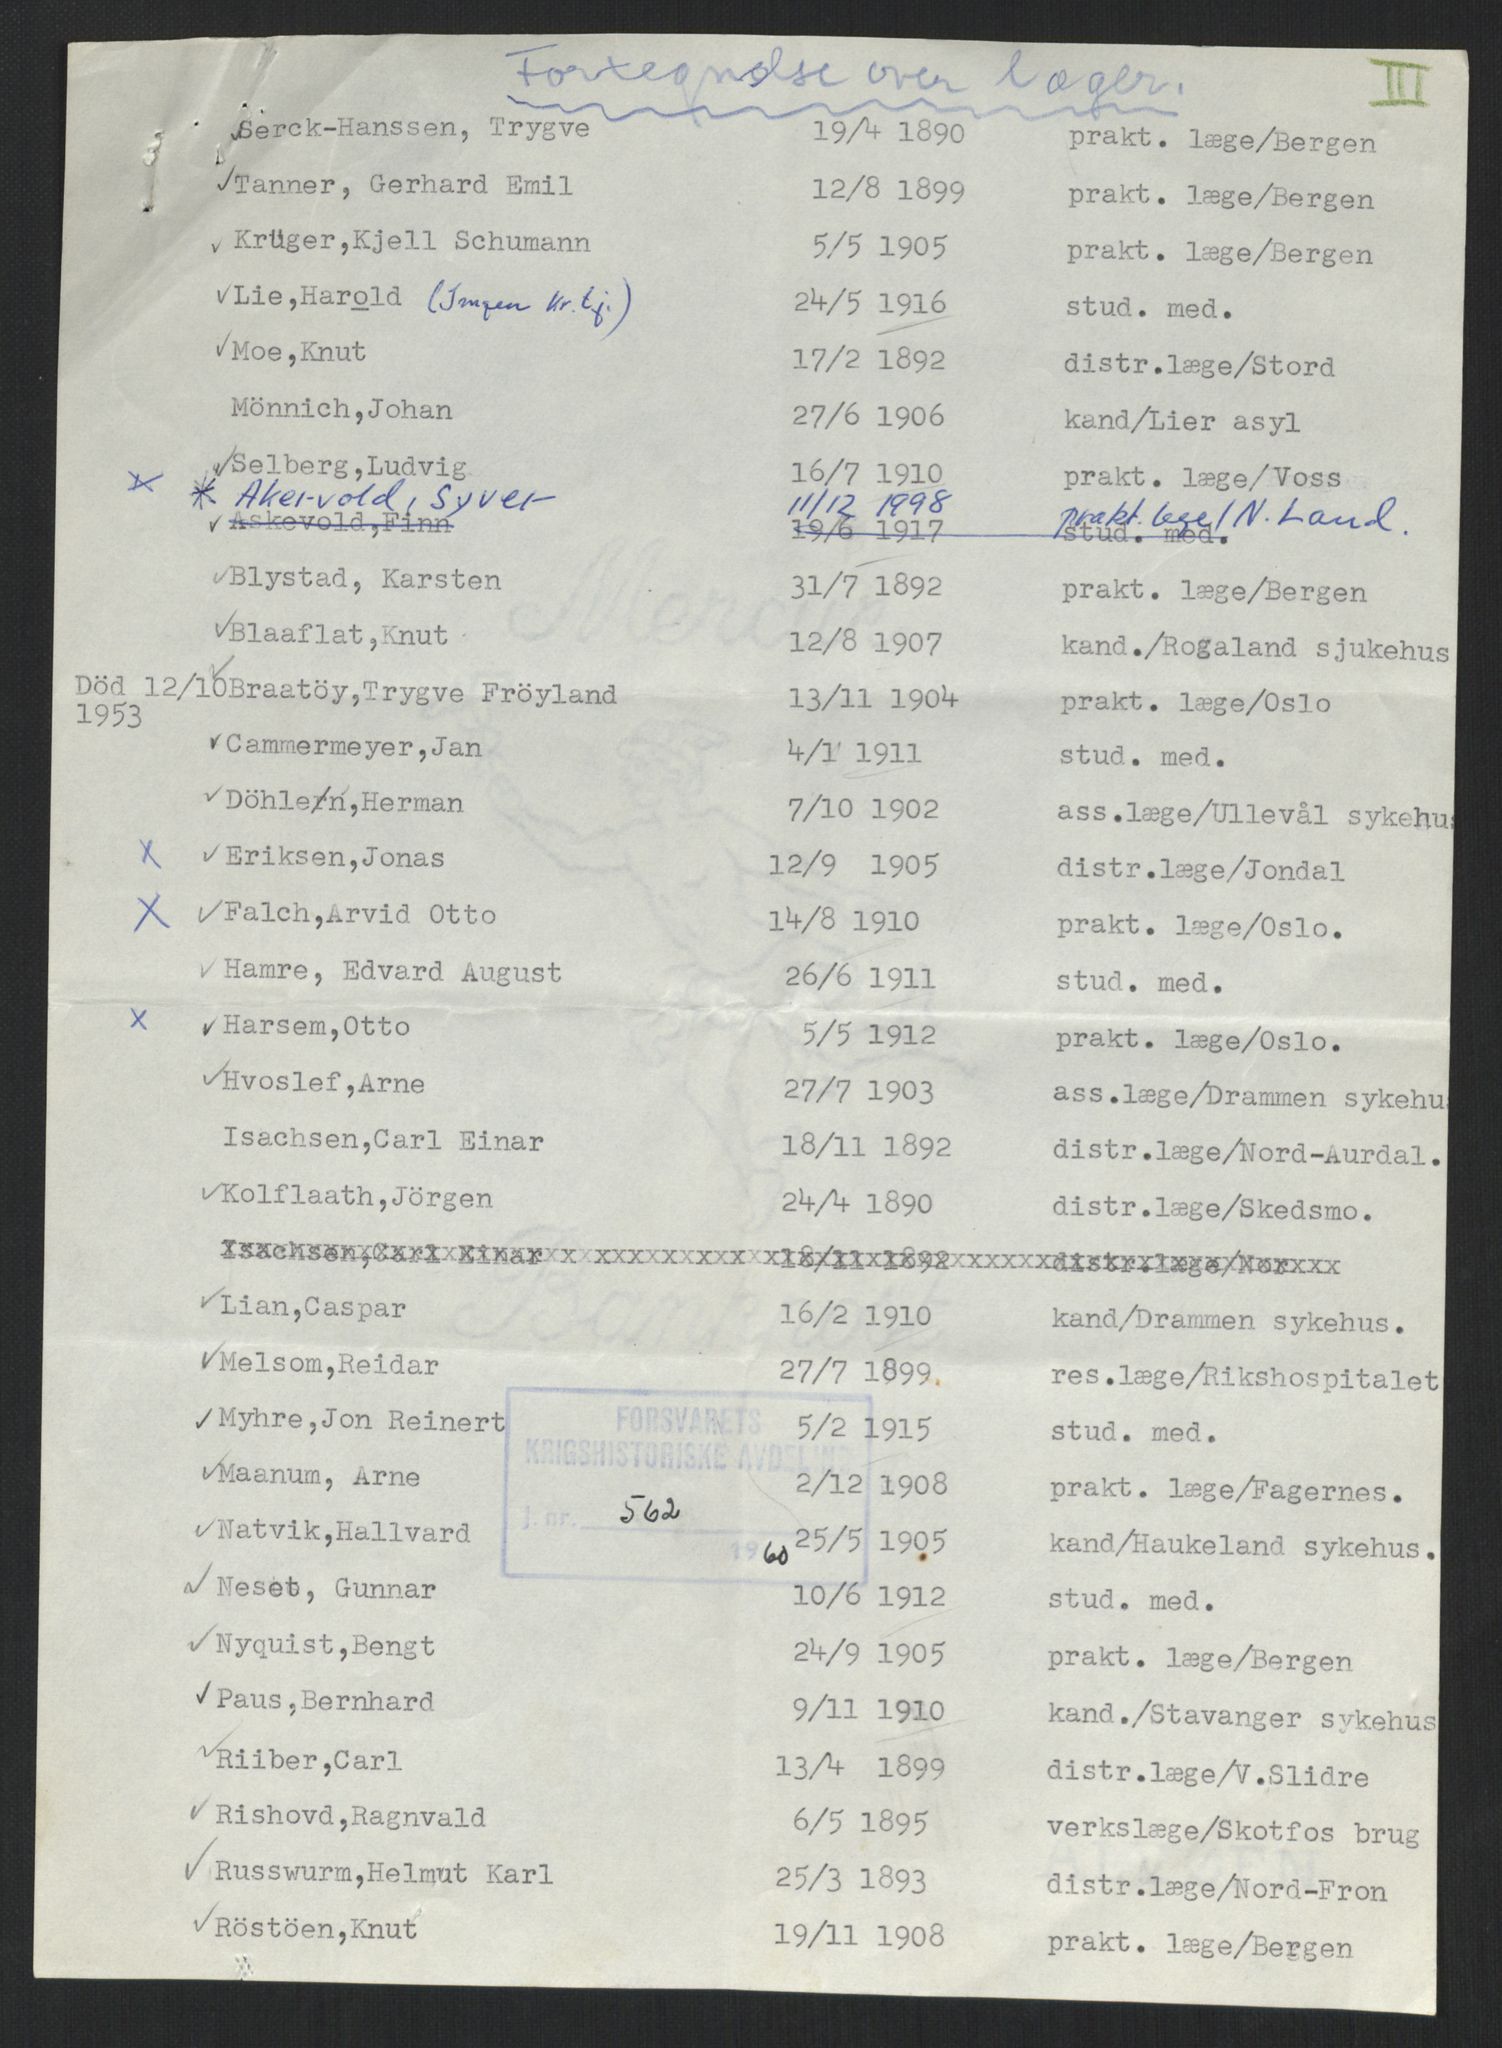 Fortegnelse over læger.
III
Serck-Hanssen, Trygve 19/4 1890 prakt. læge/Bergen
Tanner, Gerhard Emil 12/8 1899 prakt. læge/Bergen
Krüger,Kjell Schumann 5/5 1905 prakt. læge/Bergen
Lie,Harold (Ingen kr.tj.) 24/5 1916 stud. med.
Moe,Knut 17/2 1892 distr.læge/Stord
Mönnich,Johan 27/6 1906 kand/Lier asyl
Selberg,Ludvig 16/7 1910 prakt. læge/Voss
Akervold, Syver 11/12 1998 prakt. lege/N. Land.
Askevold,Finn 19/6 1917 stud. med.
Blystad, Karsten 31/7 1892 prakt. læge/Bergen
Blaaflat,Knut 12/8 1907 kand./Rogaland sjukehus
Död 12/10 Braatöy,Trygve Fröyland 13/11 1904 prakt. læge/Oslo
1953
Cammermeyer,Jan 4/1 1911 stud. med.
Döhlen,Herman 7/10 1902 ass.læge/Ullevål sykehus
X Eriksen,Jonas 12/9 1905 distr.læge/Jondal
X Falch,Arvid Otto 14/8 1910 prakt. læge/Oslo.
Hamre, Edvard August 26/6 1911 stud. med.
X Harsem,Otto 5/5 1912 prakt. læge/Oslo.
Hvoslef,Arne 27/7 1903 ass.læge/Drammen sykehu
Isachsen,Carl Einar 18/11 1892 distr.læge/Nord-Aurdal.
Kolflaath,Jörgen 24/4 1890 distr.læge/Skedsmo.
Isachsen,Carl Einar 18/11 1892 distr.læge/Nor
Lian,Caspar 16/2 1910 kand/Drammen sykehus.
Melsom,Reidar 27/7 1899. res.læge/Rikshospitalet
Myhre,Jon Reinert 5/2 1915 stud. med.
FORSVARETS
KRIGSHISTORISKE AVDELING
Maanum, Arne 2/12 1908 prakt. læge/Fagernes.
j. nr. 562
Natvik,Hallvard 25/5 1905 kand/Haukeland sykehus.
1960
Neset, Gunnar 10/6 1912 stud. med.
Nyquist,Bengt 24/9 1905 prakt. læge/Bergen
Paus,Bernhard 9/11 1910 kand./Stavanger sykehus
Riiber,Carl 13/4 1899 distr.læge/V.Slidre
Rishovd,Ragnvald 6/5 1895 verkslæge/Skotfos brug
Russwurm,Helmut Karl 25/3 1893 distr.læge/Nord-Fron
Röstöen,Knut 19/11 1908 prakt. læge/Bergen